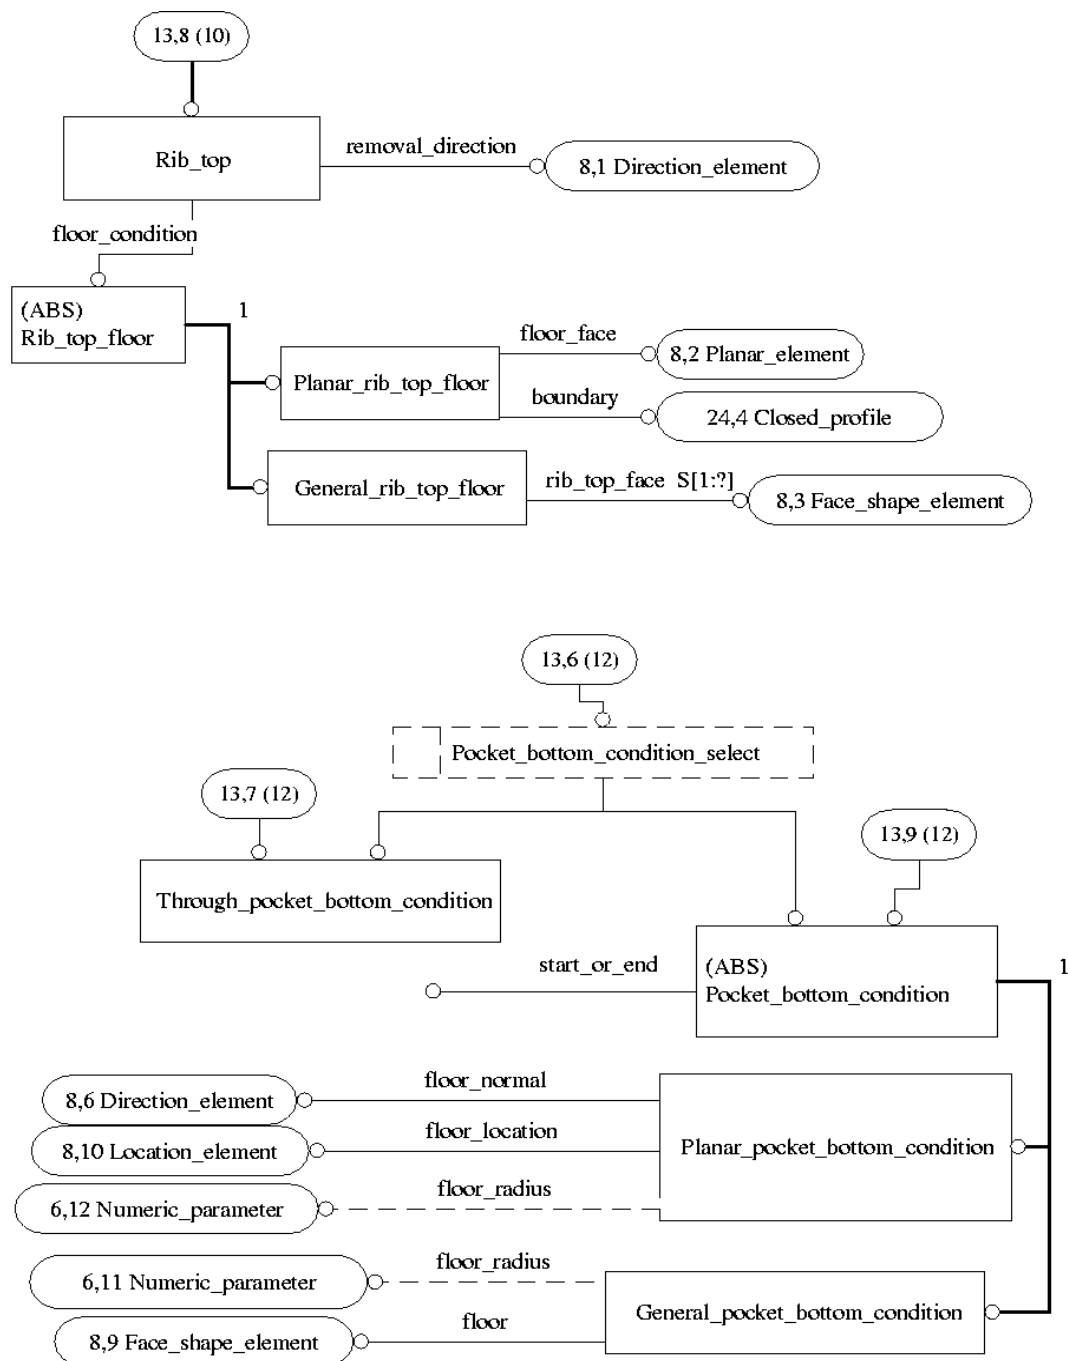 13,8 (10)
Rib_top
removal_direction
8,1 Direction_element
floor_condition
(ABS)
Rib_top_floor
1
Planar_rib_top_floor
floor_face
8,2 Planar_element
boundary
24,4 Closed_profile
General_rib_top_floor
rib_top_face S[1:?]
8,3 Face_shape_element
13,6 (12)
Pocket_bottom_condition_select
13,7 (12)
13,9 (12)
Through_pocket_bottom_condition
start_or_end
(ABS)
Pocket_bottom_condition
1
floor_normal
8,6 Direction_element
floor_location
8,10 Location_element
Planar_pocket_bottom_condition
floor_radius
6,12 Numeric_parameter
floor_radius
6,11 Numeric_parameter
General_pocket_bottom_condition
floor
8,9 Face_shape_element